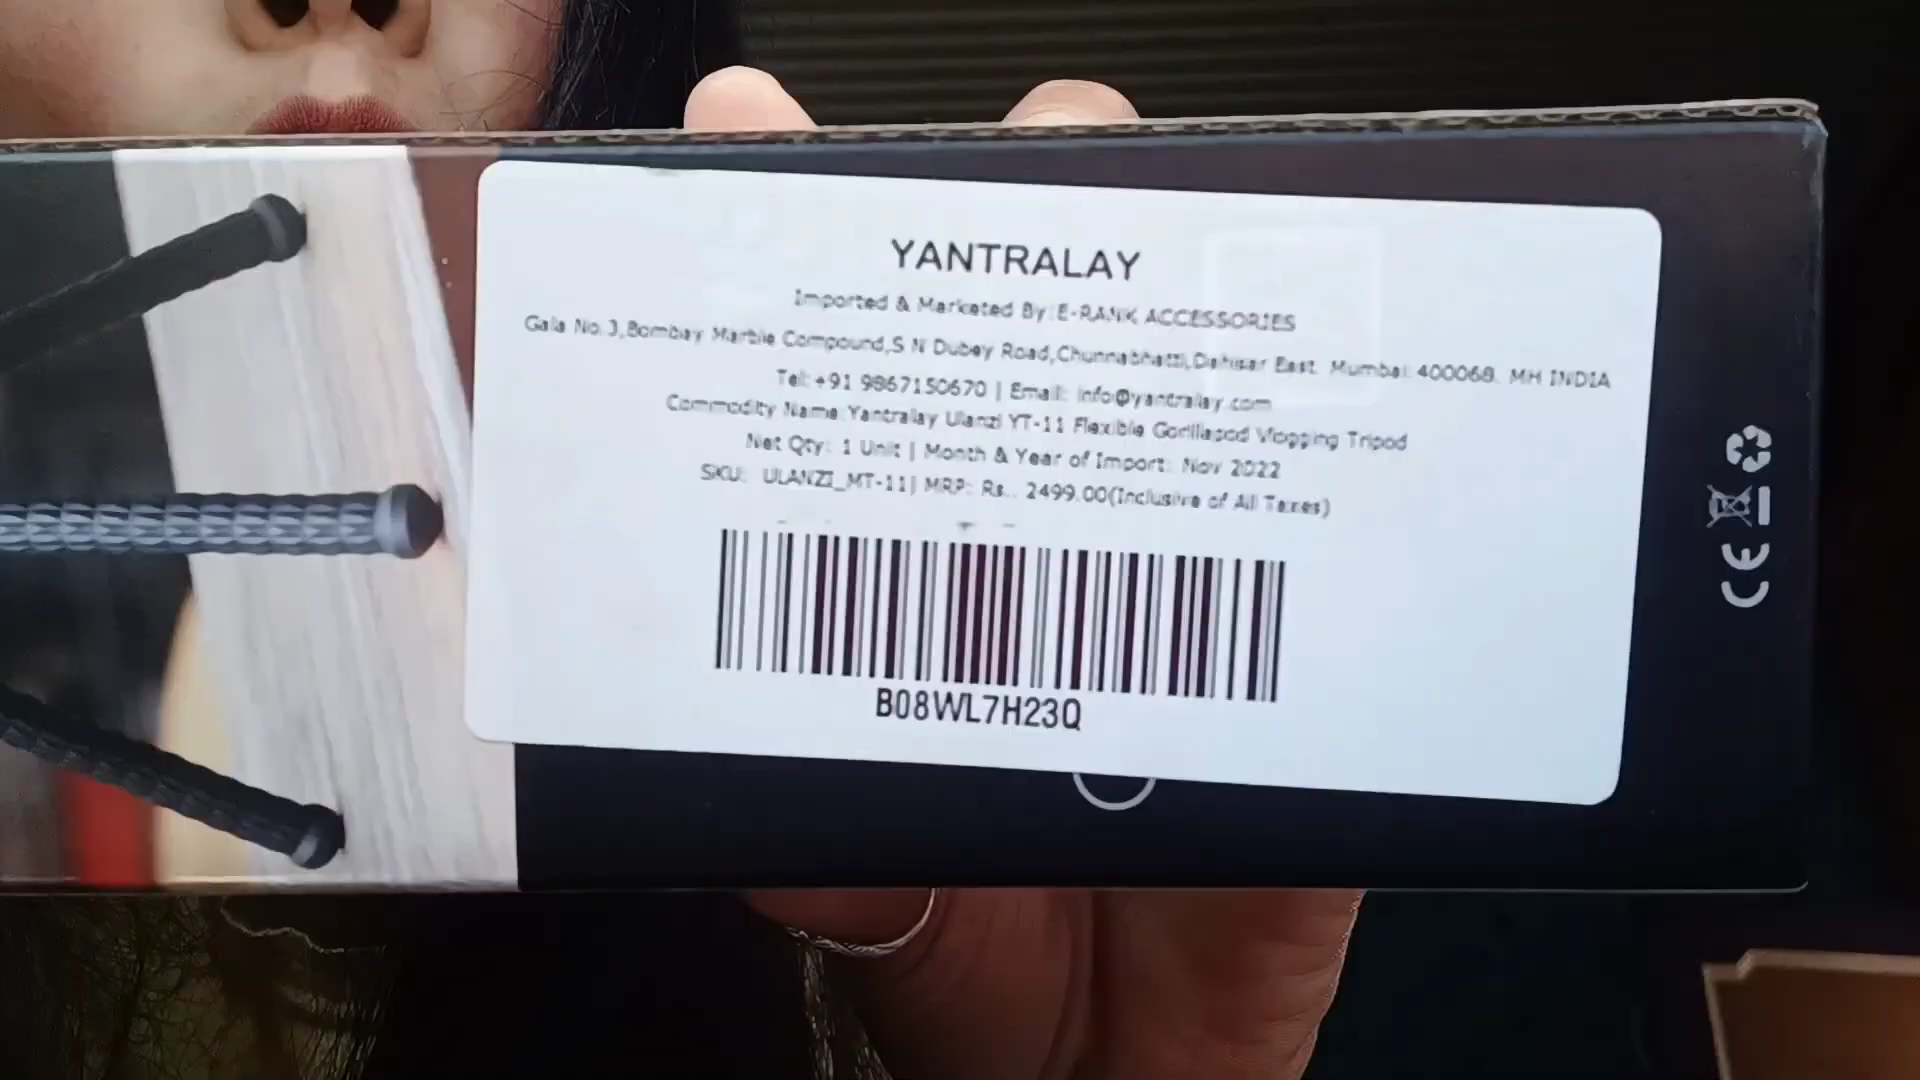 YANTRALAY
Imported & Marketed By:E-RANK ACCESSORIES
Gala No.3,Bombay Marble Compound,S N Dubey Road,Chunnabhatti,Dahisar East. Mumbai 400068. MH INDIA
Tel:+91 9867150670 | Email: info@yantralay.com
Commodity Name:Yantralay Ulanzi YT-11 Flexible Gorillapod Vlogging Tripod
Net Qty: 1 Unit | Month & Year of Import: Nov 2022
SKU: ULANZI_MT-11| MRP: Rs.. 2499.00(Inclusive of All Taxes)
B08WL7H23Q
CE